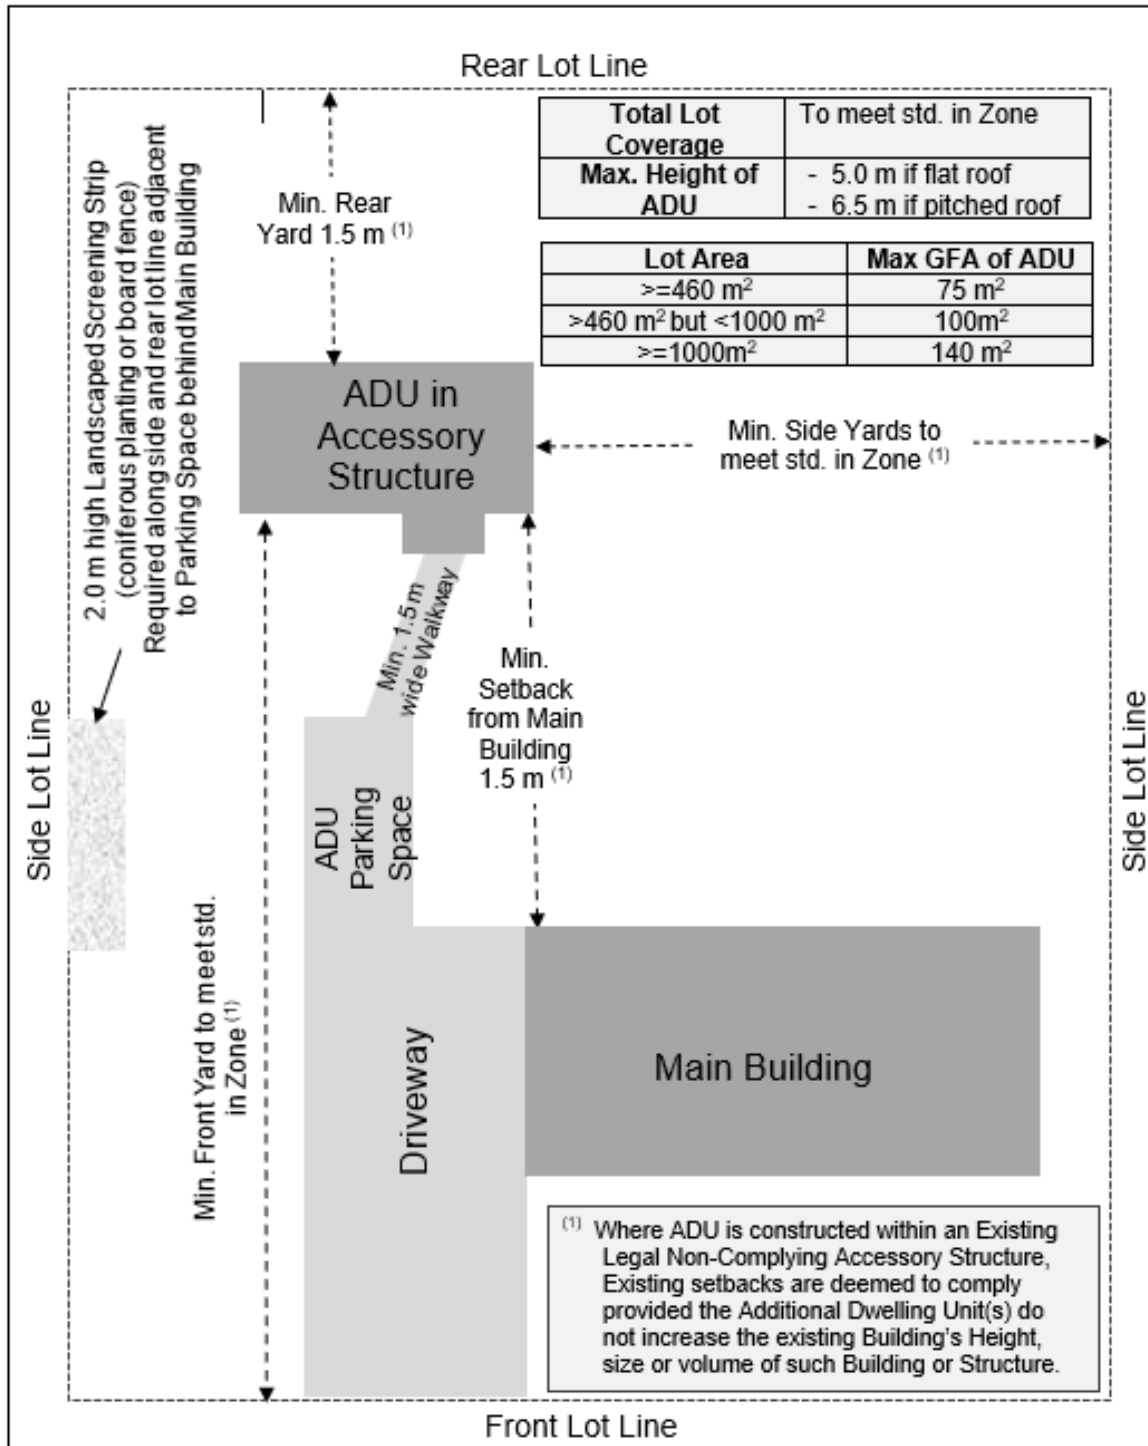 Rear Lot Line
Total Lot Coverage | To meet std. in Zone
Max. Height of ADU | - 5.0 m if flat roof
- 6.5 m if pitched roof
Lot Area | Max GFA of ADU
>=460 m² | 75 m²
>460 m² but <1000 m² | 100m²
>=1000m² | 140 m²
2.0 m high Landscaped Screening Strip
(coniferous planting or board fence)
Required along side and rear lot line adjacent
to Parking Space behind Main Building
Min. Rear
Yard 1.5 m (1)
ADU in
Accessory
Structure
Min. Side Yards to
meet std. in Zone (1)
Min. 1.5 m
wide Walkway
Min.
Setback
from Main
Building
1.5 m (1)
Side Lot Line
Side Lot Line
ADU
Parking
Space
Min. Front Yard to meet std.
in Zone (1)
Driveway
Main Building
(1) Where ADU is constructed within an Existing
Legal Non-Complying Accessory Structure,
Existing setbacks are deemed to comply
provided the Additional Dwelling Unit(s) do
not increase the existing Building's Height,
size or volume of such Building or Structure.
Front Lot Line